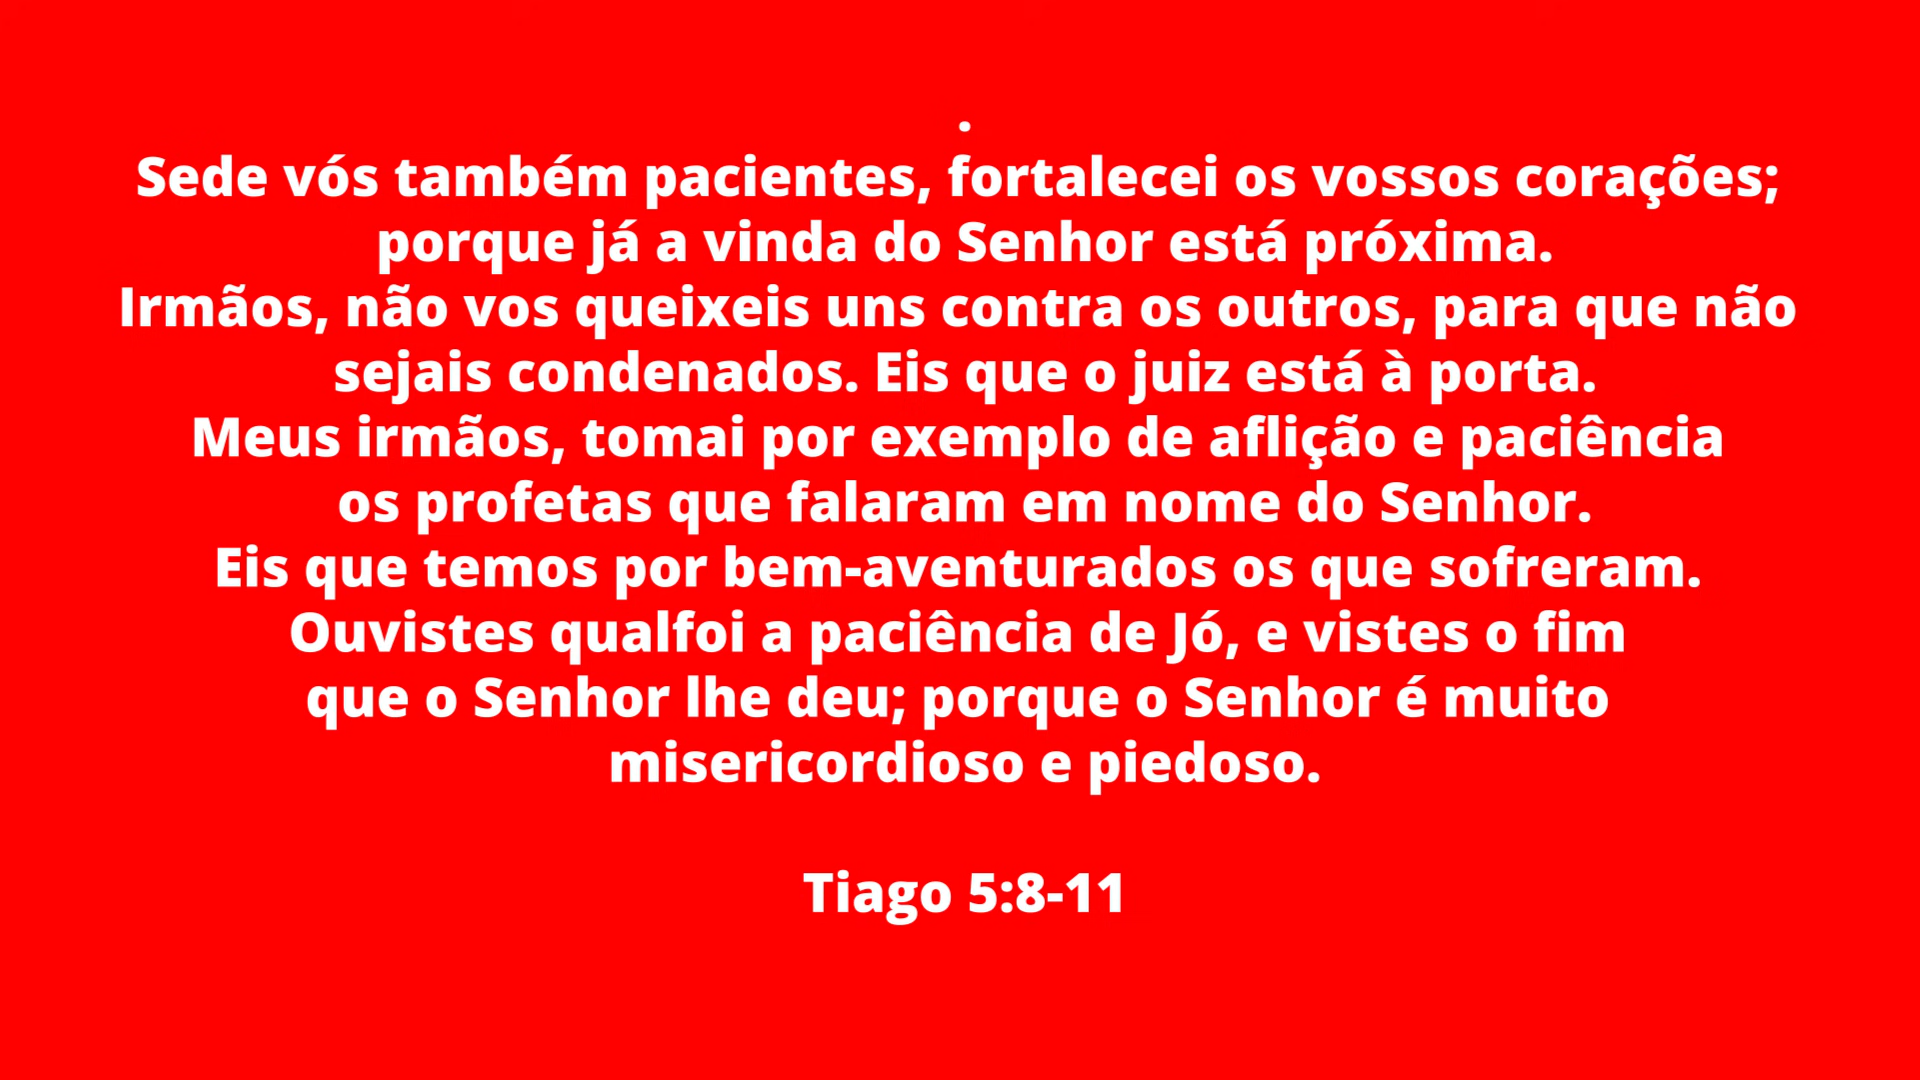 .
Sede vós também pacientes, fortalecei os vossos corações;
porque já a vinda do Senhor está próxima.
Irmãos, não vos queixeis uns contra os outros, para que não
sejais condenados. Eis que o juiz está à porta.
Meus irmãos, tomai por exemplo de aflição e paciência
os profetas que falaram em nome do Senhor.
Eis que temos por bem-aventurados os que sofreram.
Ouvistes qualfoi a paciência de Jó, e vistes o fim
que o Senhor lhe deu; porque o Senhor é muito
misericordioso e piedoso.
Tiago 5:8-11